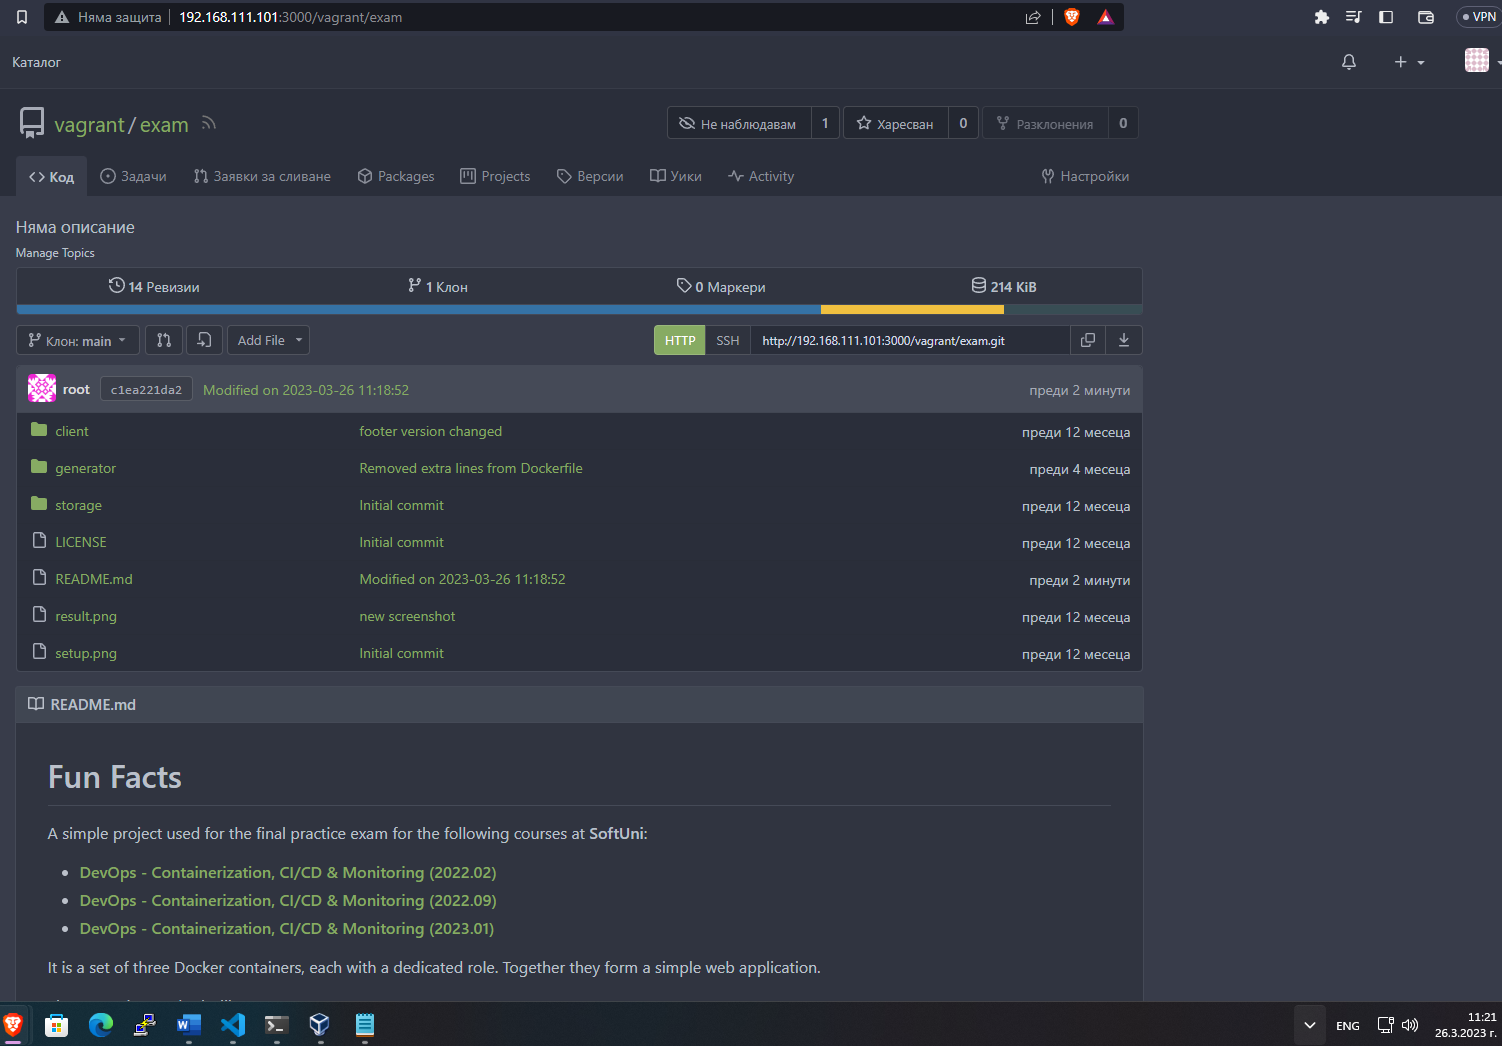 Няма защита 192.168.111.101:3000/vagrant/exam VPN
Каталог
vagrant / exam Не наблюдавам 1 Харесван 0 Разклонения 0
Код Задачи Заявки за сливане Packages Projects Версии Уики Activity Настройки
Няма описание
Manage Topics
14 Ревизии 1 Клон 0 Маркери 214 KiB
Клон: main Add File HTTP SSH http://192.168.111.101:3000/vagrant/exam.git
root c1ea221da2 Modified on 2023-03-26 11:18:52 преди 2 минути
client footer version changed преди 12 месеца
generator Removed extra lines from Dockerfile преди 4 месеца
storage Initial commit преди 12 месеца
LICENSE Initial commit преди 12 месеца
README.md Modified on 2023-03-26 11:18:52 преди 2 минути
result.png new screenshot преди 12 месеца
setup.png Initial commit преди 12 месеца
README.md
Fun Facts
A simple project used for the final practice exam for the following courses at SoftUni:
DevOps - Containerization, CI/CD & Monitoring (2022.02)
DevOps - Containerization, CI/CD & Monitoring (2022.09)
DevOps - Containerization, CI/CD & Monitoring (2023.01)
It is a set of three Docker containers, each with a dedicated role. Together they form a simple web application.
ENG 11:21
26.3.2023 г.